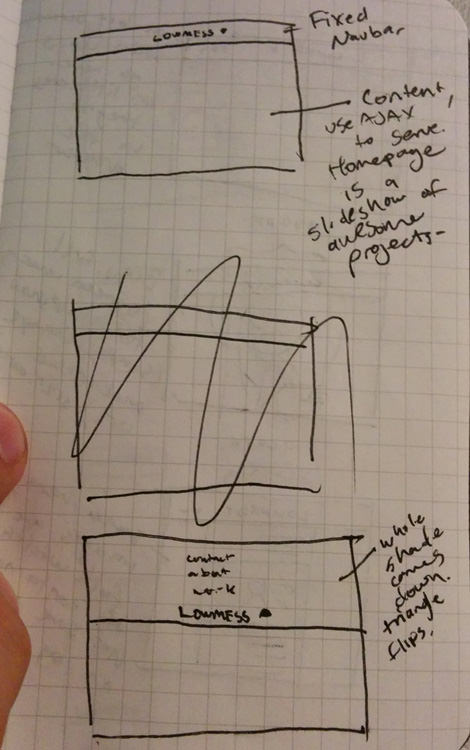 LOWMESS
Fixed
Navbar
Content,
use AJAX
to serve.
Homepage
is a
slideshow of
awesome
projects-
contact
about
work
LOWMESS
whole
shade
comes
down.
triangle
flips.